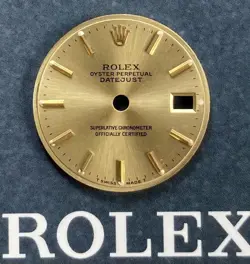 ROLEX
OYSTER PERPETUAL
DATEJUST
SUPERLATIVE CHRONOMETER
OFFICIALLY CERTIFIED
T SWISS MADE T
ROLEX